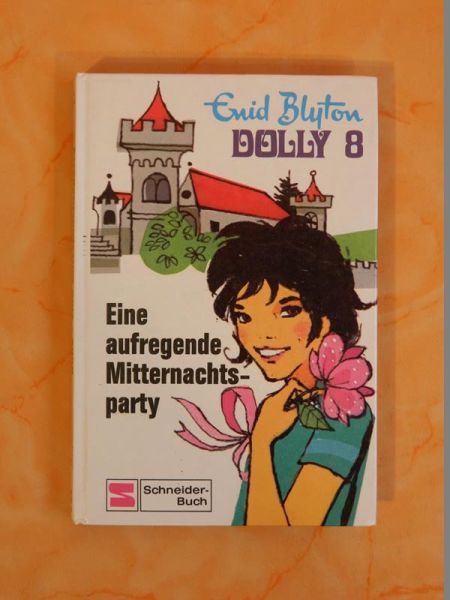 Enid Blyton
DOLLY 8
Eine
aufregende
Mitternachts-
party
Schneider-
Buch